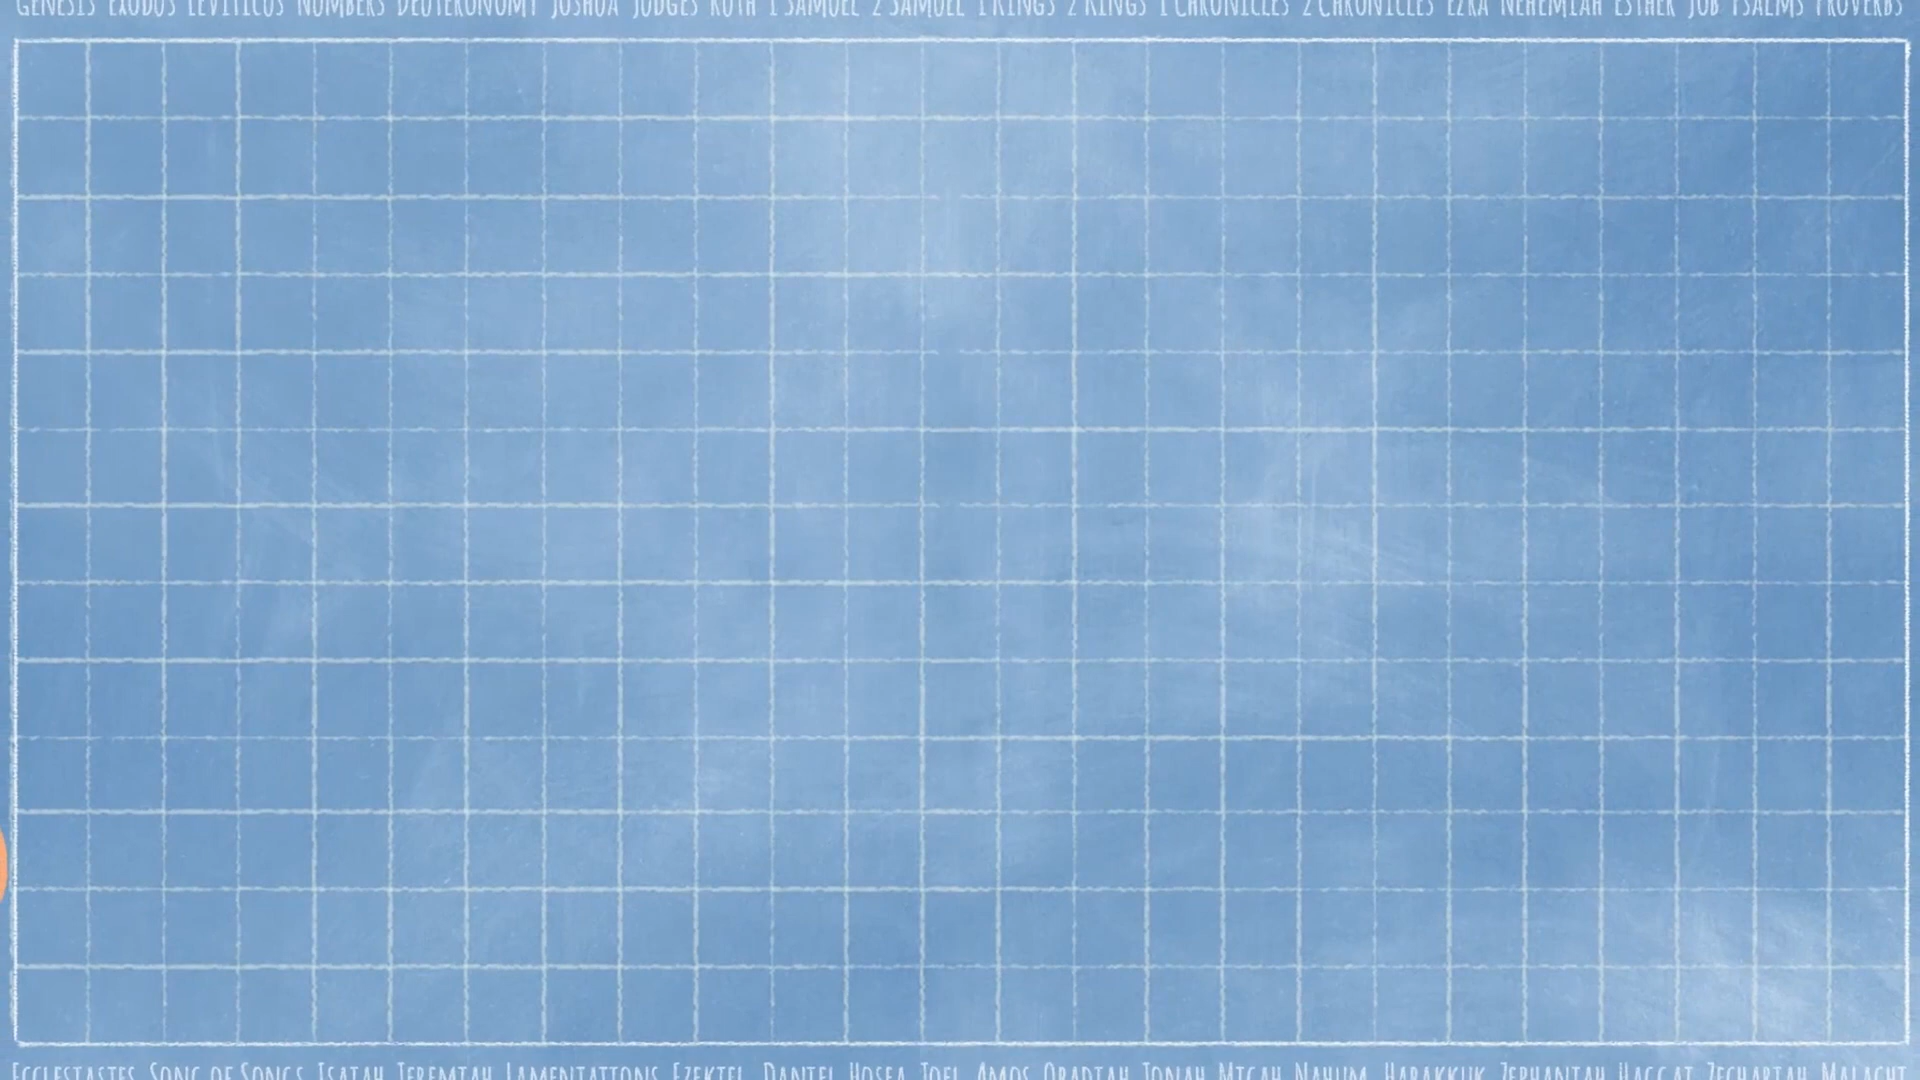 GENESIS EXODUS LEVITICUS NUMBERS DEUTERONOMY JOSHUA JUDGES RUTH 1 SAMUEL 2 SAMUEL 1 KINGS 2 KINGS 1 CHRONICLES 2 CHRONICLES EZRA NEHEMIAH ESTHER JOB PSALMS PROVERBS
ECCLESIASTES SONG OF SONGS ISAIAH JEREMIAH LAMENTATIONS EZEKIEL DANIEL HOSEA JOEL AMOS OBADIAH JONAH MICAH NAHUM HABAKKUK ZEPHANIAH HAGGAI ZECHARIAH MALACHI